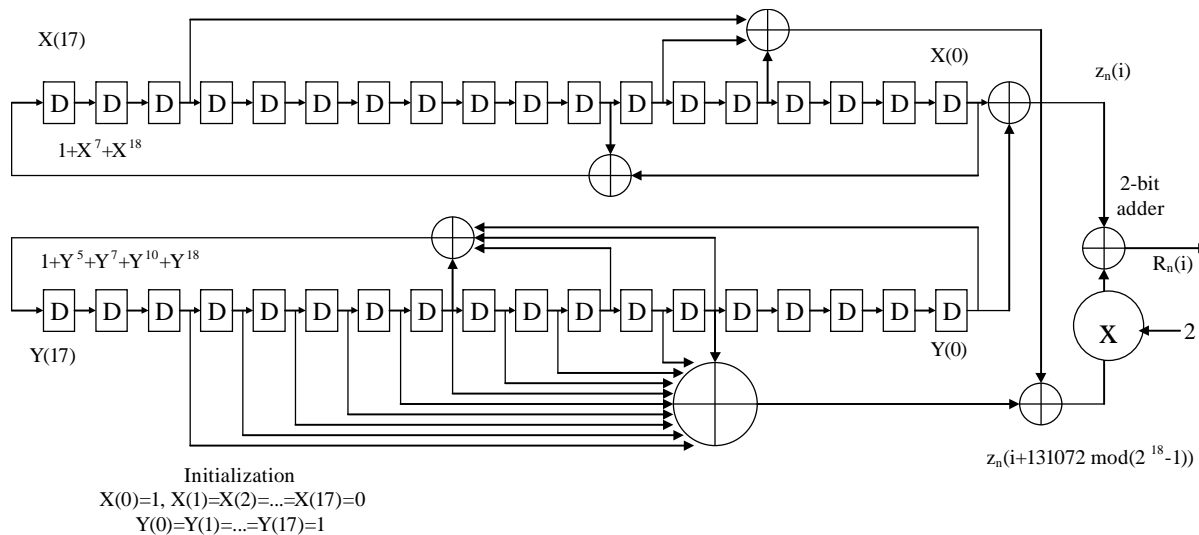 X(17)
X(0)
z_n(i)
D D D D D D D D D D D D D D D D D D
1+X^7+X^18
2-bit
adder
R_n(i)
1+Y^5+Y^7+Y^10+Y^18
D D D D D D D D D D D D D D D D D D
X
2
Y(17)
Y(0)
z_n(i+131072 mod(2^18-1))
Initialization
X(0)=1, X(1)=X(2)=...=X(17)=0
Y(0)=Y(1)=...=Y(17)=1